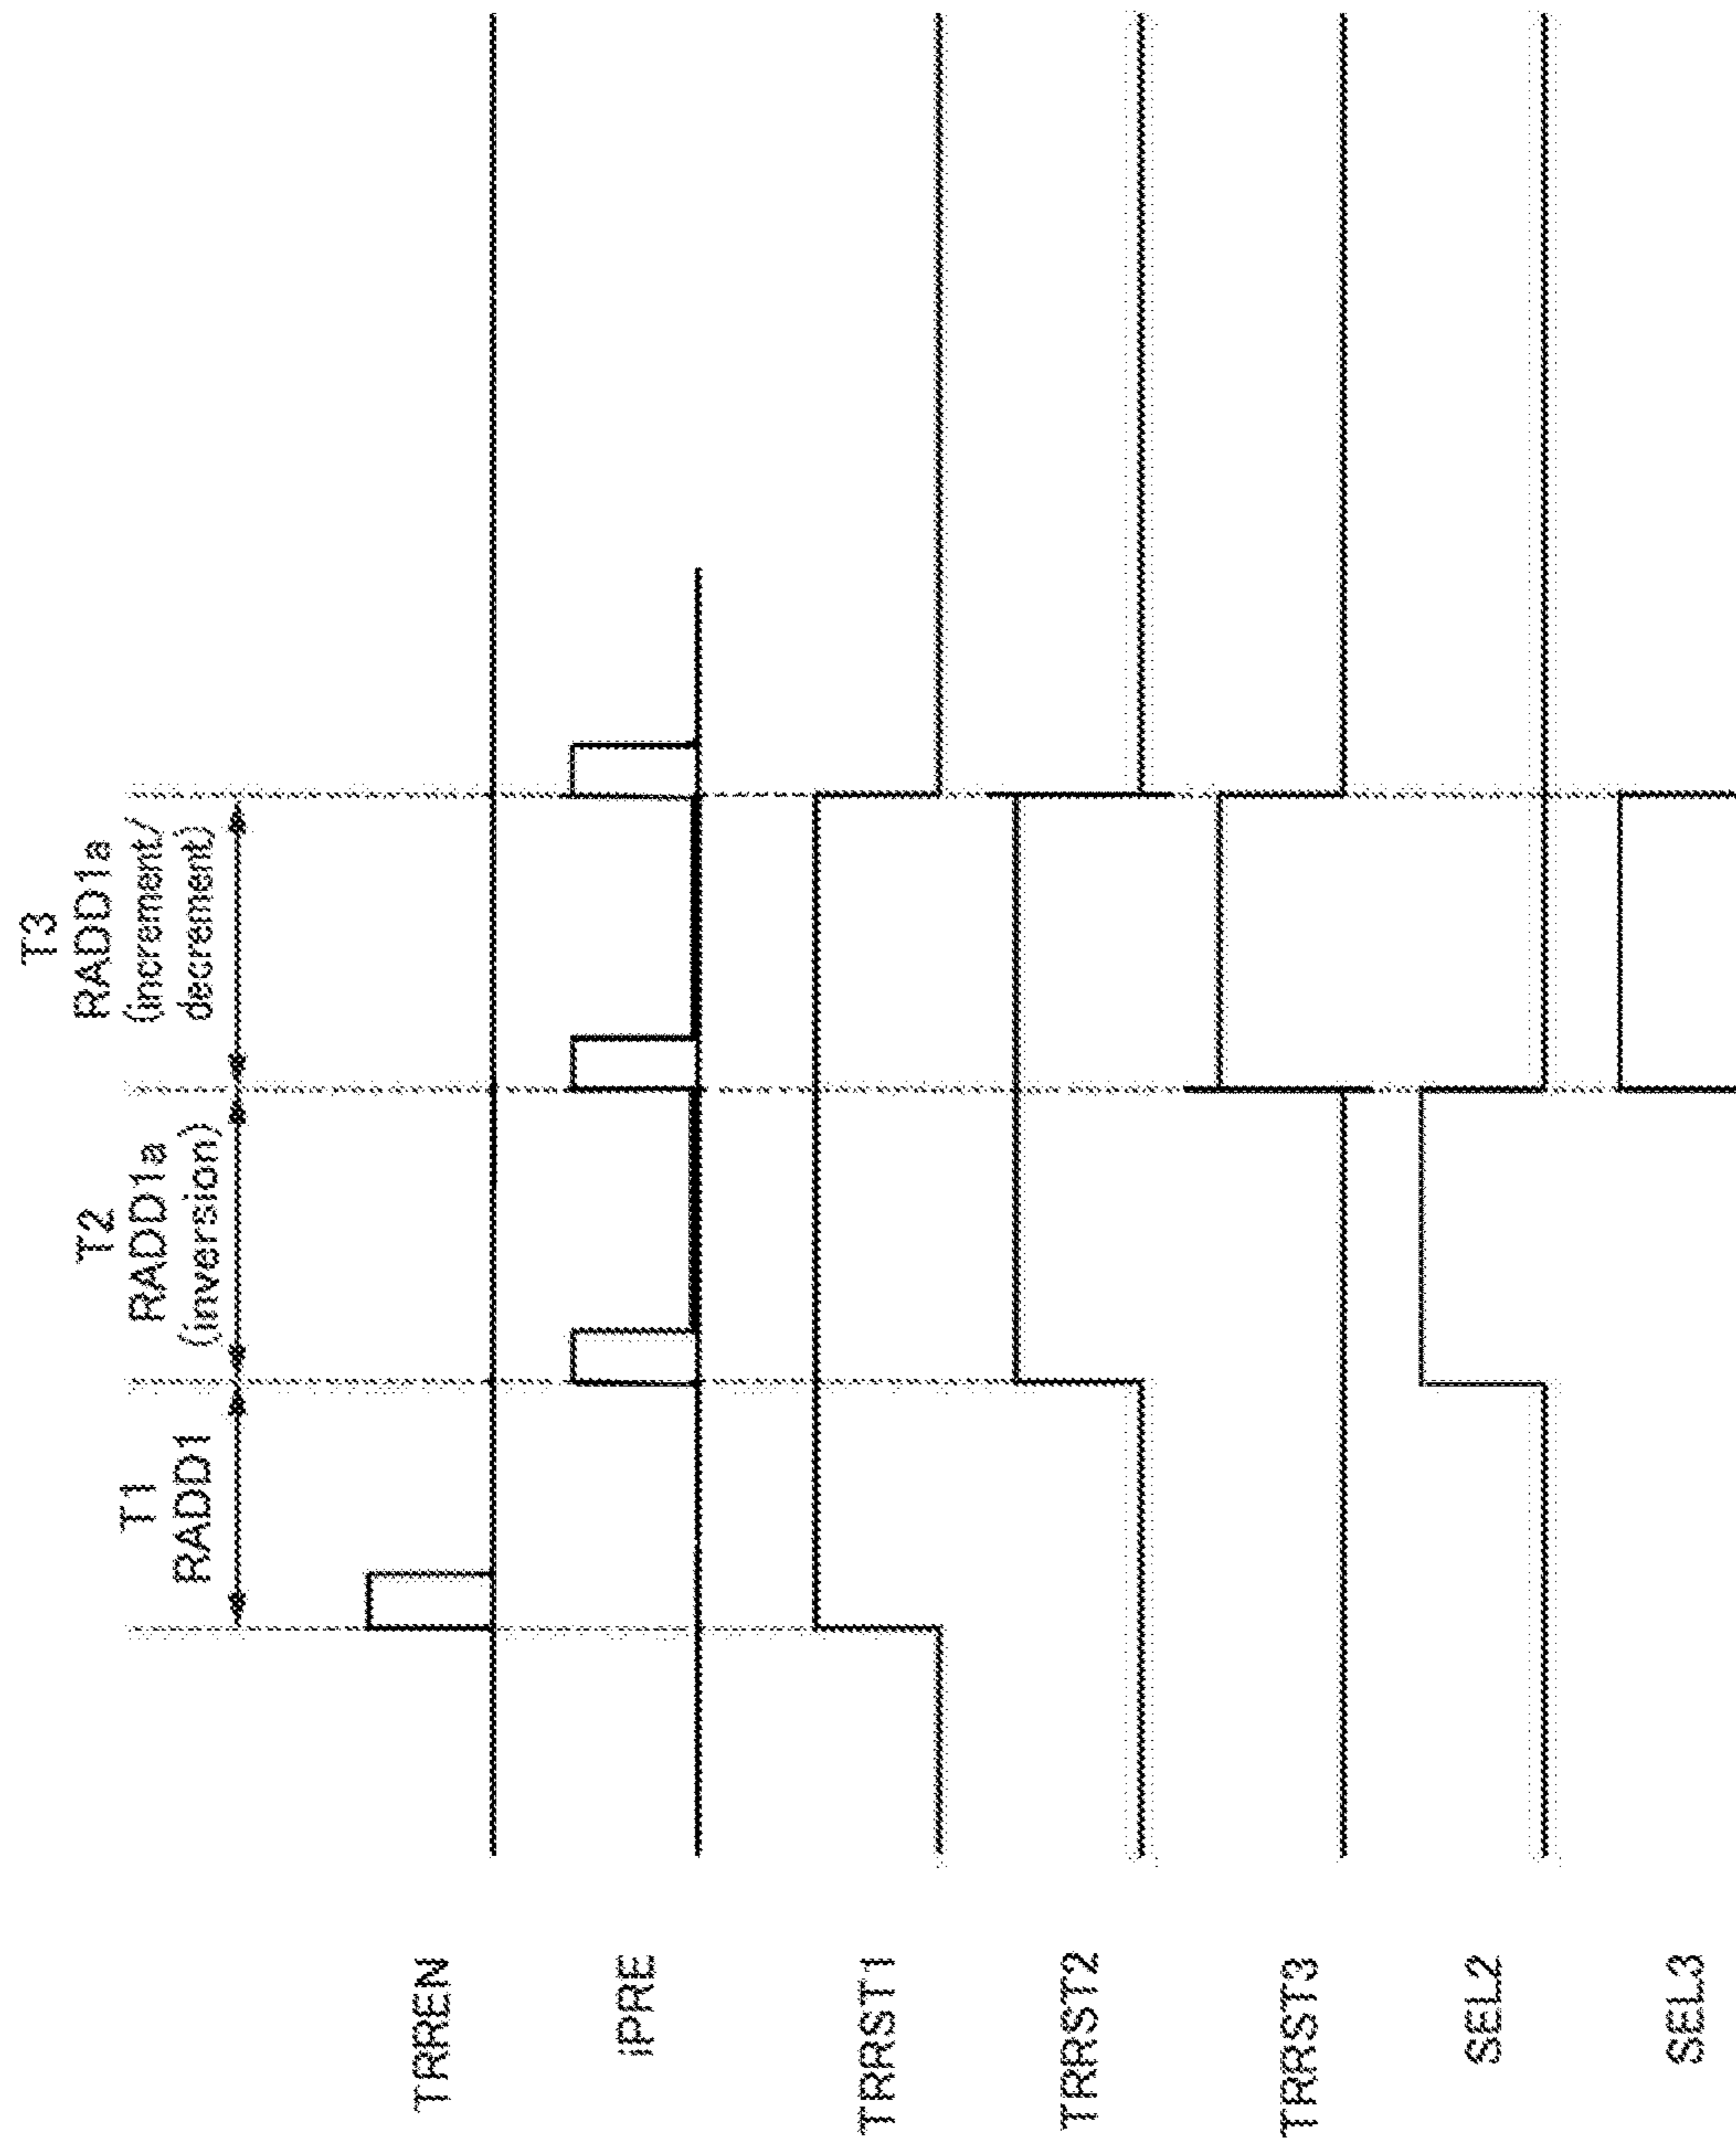 T1
RADD1
T2
RADD1a
(inversion)
T3
RADD1a
(increment/
decrement)
TRREN
iPRE
TRRST1
TRRST2
TRRST3
SEL2
SEL3